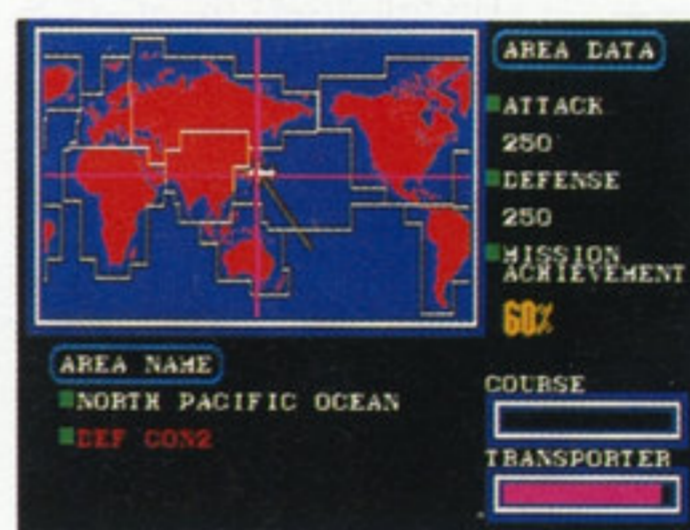 AREA DATA
ATTACK
250
DEFENSE
250
MISSION
ACHIEVEMENT
60%
AREA NAME
NORTH PACIFIC OCEAN
DEF CON2
COURSE
TRANSPORTER